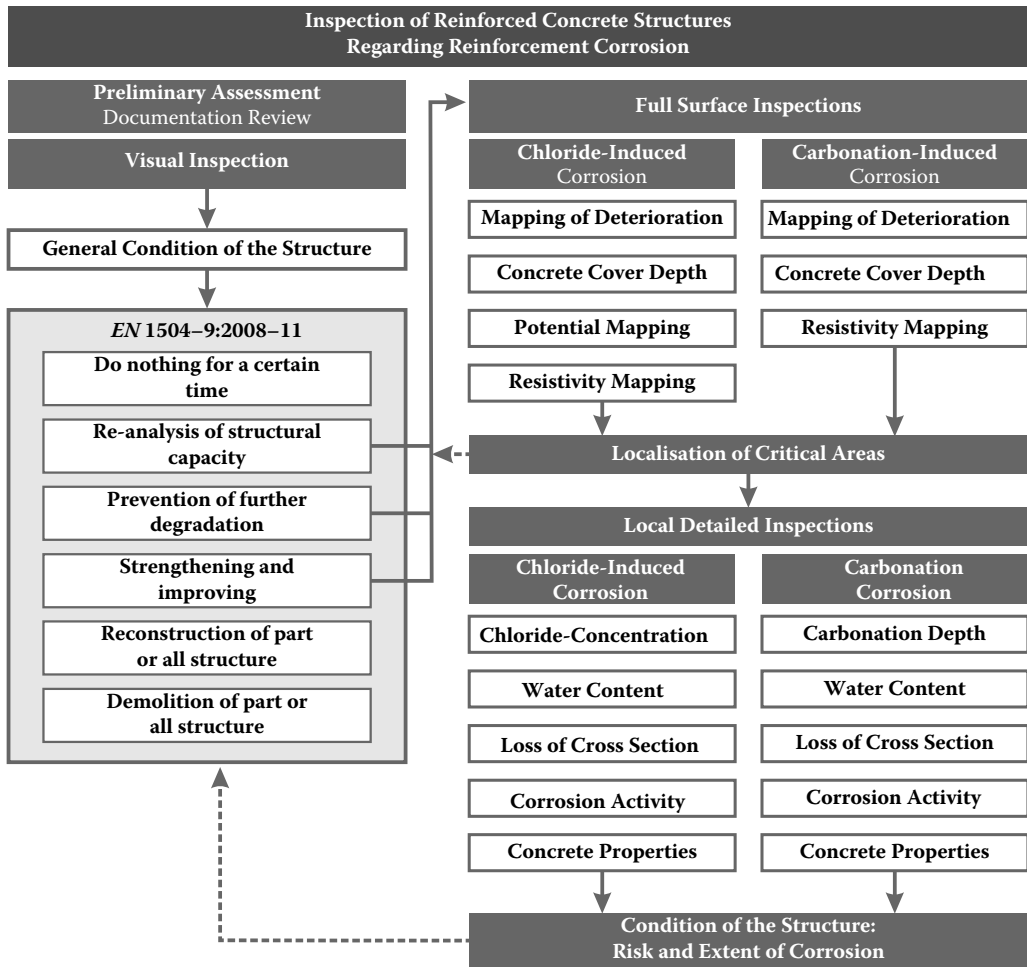 Inspection of Reinforced Concrete Structures
Regarding Reinforcement Corrosion
Preliminary Assessment
Documentation Review
Visual Inspection
General Condition of the Structure
EN 1504–9:2008–11
Do nothing for a certain
time
Re-analysis of structural
capacity
Prevention of further
degradation
Strengthening and
improving
Reconstruction of part
or all structure
Demolition of part or
all structure
Full Surface Inspections
Chloride-Induced
Corrosion
Mapping of Deterioration
Concrete Cover Depth
Potential Mapping
Resistivity Mapping
Carbonation-Induced
Corrosion
Mapping of Deterioration
Concrete Cover Depth
Resistivity Mapping
Localisation of Critical Areas
Local Detailed Inspections
Chloride-Induced
Corrosion
Chloride-Concentration
Water Content
Loss of Cross Section
Corrosion Activity
Concrete Properties
Carbonation
Corrosion
Carbonation Depth
Water Content
Loss of Cross Section
Corrosion Activity
Concrete Properties
Condition of the Structure:
Risk and Extent of Corrosion